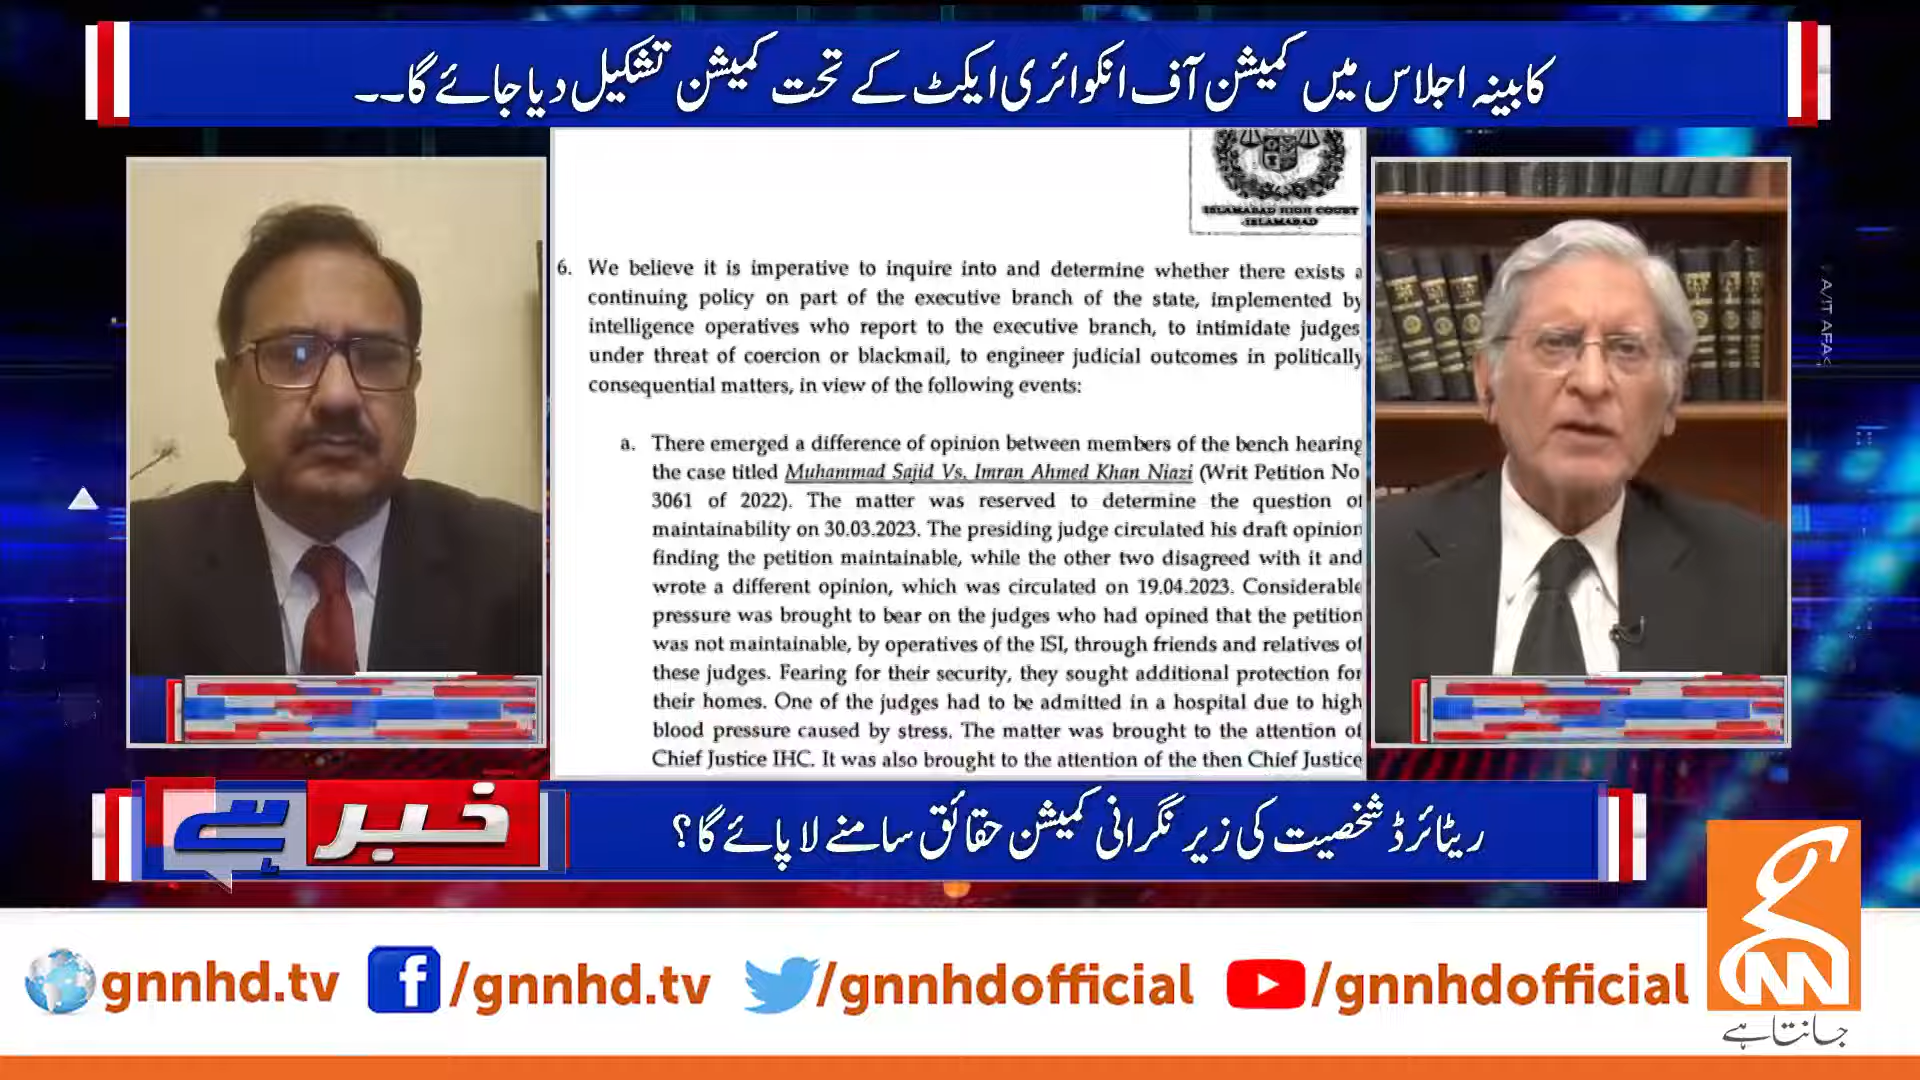 کابینہ اجلاس میں کمیشن آف انکوائری ایکٹ کے تحت کمیشن تشکیل دیا جائے گا۔۔
ISLAMABAD HIGH COURT
ISLAMABAD
6. We believe it is imperative to inquire into and determine whether there exists a
continuing policy on part of the executive branch of the state, implemented by
intelligence operatives who report to the executive branch, to intimidate judges,
under threat of coercion or blackmail, to engineer judicial outcomes in politically
consequential matters, in view of the following events:
a. There emerged a difference of opinion between members of the bench hearing
the case titled Muhammad Sajid Vs. Imran Ahmed Khan Niazi (Writ Petition No
3061 of 2022). The matter was reserved to determine the question of
maintainability on 30.03.2023. The presiding judge circulated his draft opinion
finding the petition maintainable, while the other two disagreed with it and
wrote a different opinion, which was circulated on 19.04.2023. Considerable
pressure was brought to bear on the judges who had opined that the petition
was not maintainable, by operatives of the ISI, through friends and relatives of
these judges. Fearing for their security, they sought additional protection for
their homes. One of the judges had to be admitted in a hospital due to high
blood pressure caused by stress. The matter was brought to the attention of
Chief Justice IHC. It was also brought to the attention of the then Chief Justice
خبر ہے
ریٹائرڈ شخصیت کی زیر نگرانی کمیشن حقائق سامنے لا پائے گا؟
gnnhd.tv
/gnnhd.tv
/gnnhdofficial
/gnnhdofficial
GNN
جانتا ہے